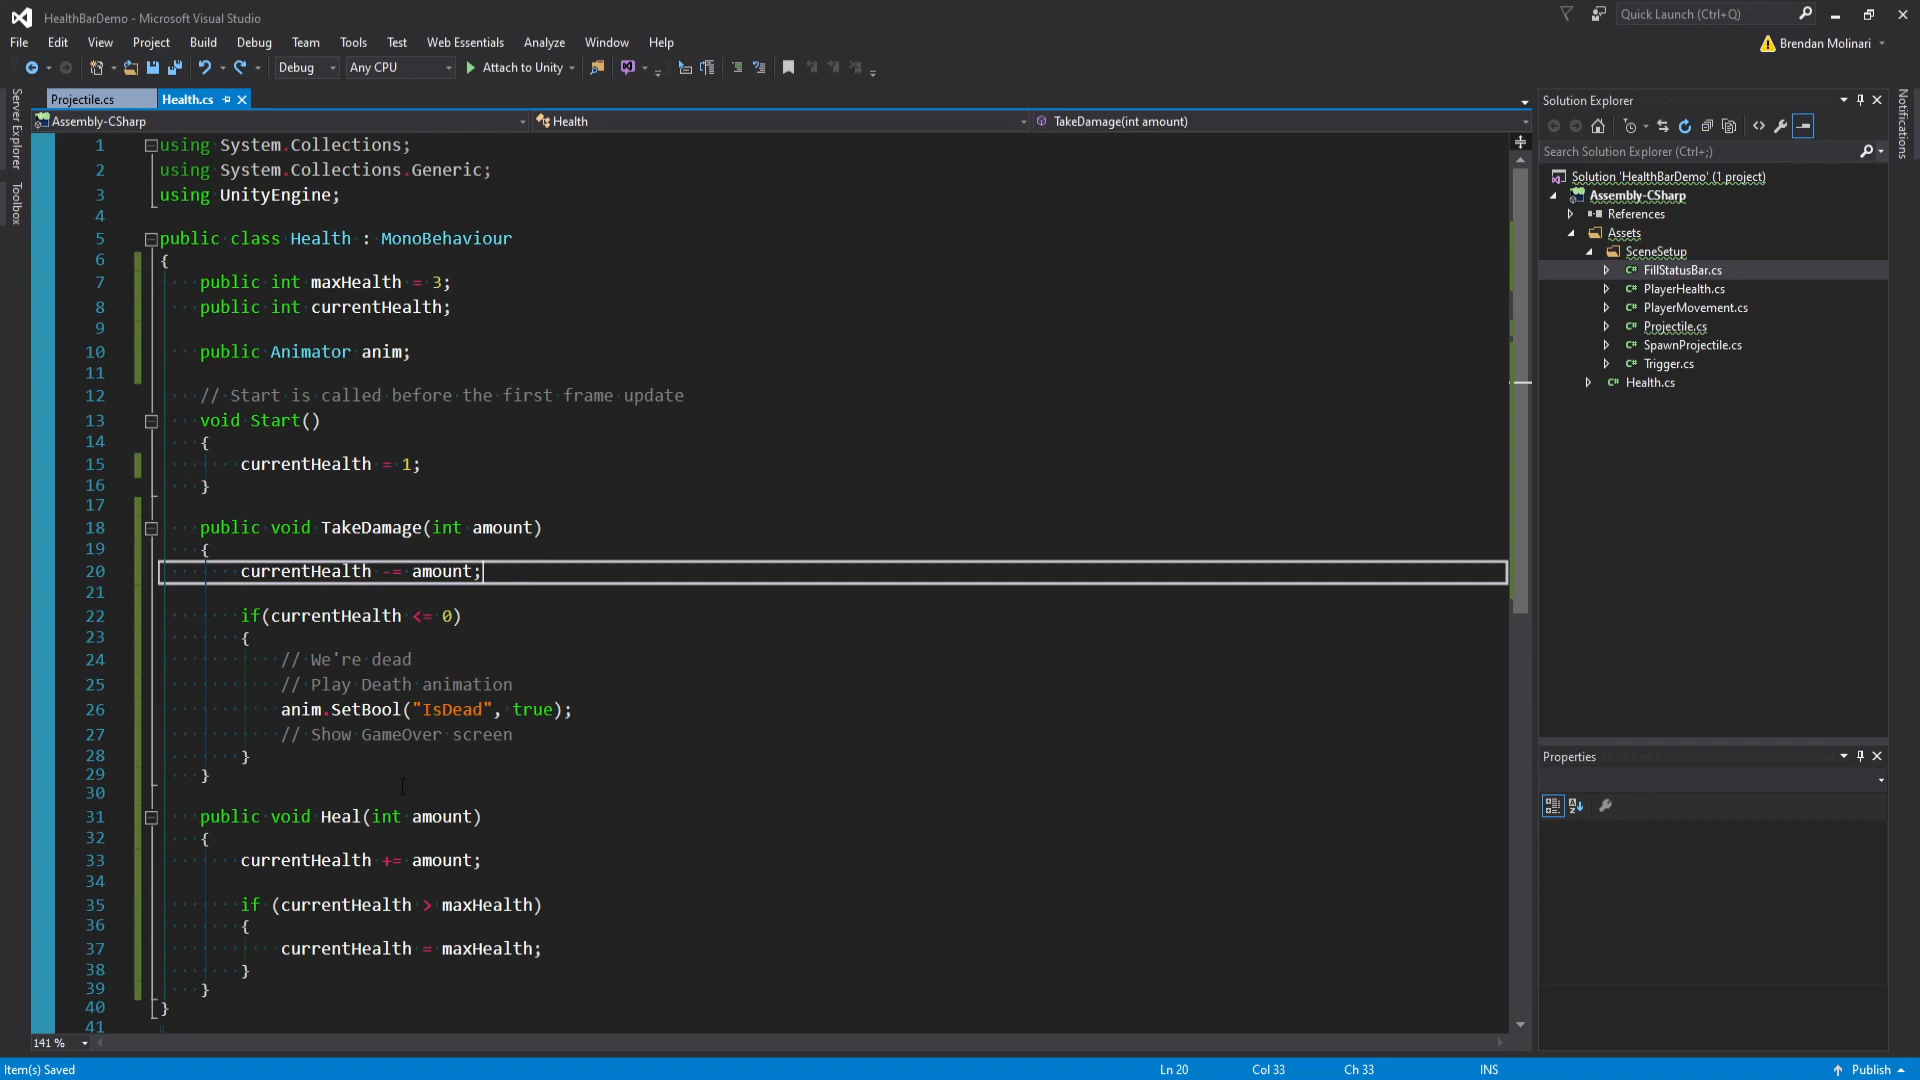 HealthBarDemo - Microsoft Visual Studio
Quick Launch (Ctrl+Q)
File Edit View Project Build Debug Team Tools Test Web Essentials Analyze Window Help
Brendan Molinari
Debug Any CPU Attach to Unity
Server Explorer
Toolbox
Notifications
Projectile.cs Health.cs
Assembly-CSharp Health TakeDamage(int amount)
1 using System.Collections;
2 using System.Collections.Generic;
3 using UnityEngine;
4
5 public class Health : MonoBehaviour
6 {
7 public int maxHealth = 3;
8 public int currentHealth;
9
10 public Animator anim;
11
12 // Start is called before the first frame update
13 void Start()
14 {
15 currentHealth = 1;
16 }
17
18 public void TakeDamage(int amount)
19 {
20 currentHealth -= amount;
21
22 if(currentHealth <= 0)
23 {
24 // We're dead
25 // Play Death animation
26 anim.SetBool("IsDead", true);
27 // Show GameOver screen
28 }
29 }
30
31 public void Heal(int amount)
32 {
33 currentHealth += amount;
34
35 if (currentHealth > maxHealth)
36 {
37 currentHealth = maxHealth;
38 }
39 }
40 }
41
141 %
Solution Explorer
Search Solution Explorer (Ctrl+;)
Solution 'HealthBarDemo' (1 project)
Assembly-CSharp
References
Assets
SceneSetup
C# FillStatusBar.cs
C# PlayerHealth.cs
C# PlayerMovement.cs
C# Projectile.cs
C# SpawnProjectile.cs
C# Trigger.cs
C# Health.cs
Properties
Item(s) Saved Ln 20 Col 33 Ch 33 INS Publish